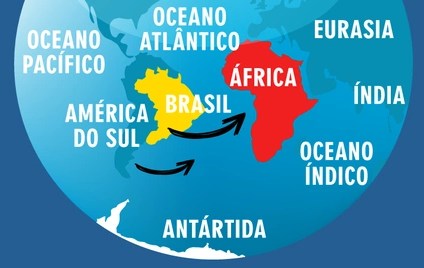 OCEANO
ATLÂNTICO
EURASIA
OCEANO
PACÍFICO
ÁFRICA
ÍNDIA
BRASIL
AMÉRICA
DO SUL
OCEANO
ÍNDICO
ANTÁRTIDA